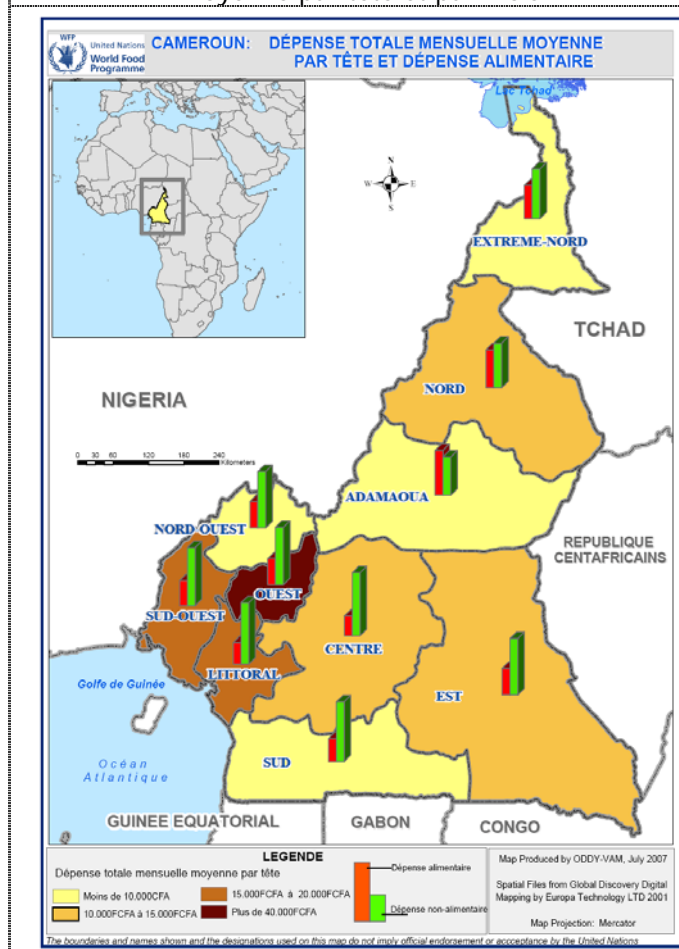 WFP
United Nations
World Food
Programme
CAMEROUN: DÉPENSE TOTALE MENSUELLE MOYENNE
PAR TÊTE ET DÉPENSE ALIMENTAIRE
Lac Tchad
N
W E
S
EXTREME-NORD
TCHAD
NORD
NIGERIA
0 30 60 120 180 240
Kilometers
ADAMAOUA
NORD OUEST
REPUBLIQUE
CENTAFRICAINS
OUEST
SUD-OUEST
CENTRE
LITTORAL
EST
Golfe de Guinée
SUD
Océan
Atlantique
GUINEE EQUATORIAL
GABON
CONGO
LEGENDE
Dépense totale mensuelle moyenne par tête
Moins de 10.000CFA
15.000FCFA à 20.000FCFA
10.000FCFA à 15.000FCFA
Plus de 40.000FCFA
Dépense alimentaire
Dépense non-alimentaire
Map Produced by ODDY-VAM, July 2007
Spatial Files from Global Discovery Digital
Mapping by Europa Technology LTD 2001
Map Projection: Mercator
The boundaries and names shown and the designations used on this map do not imply official endorsement or accceptance by the United Nations